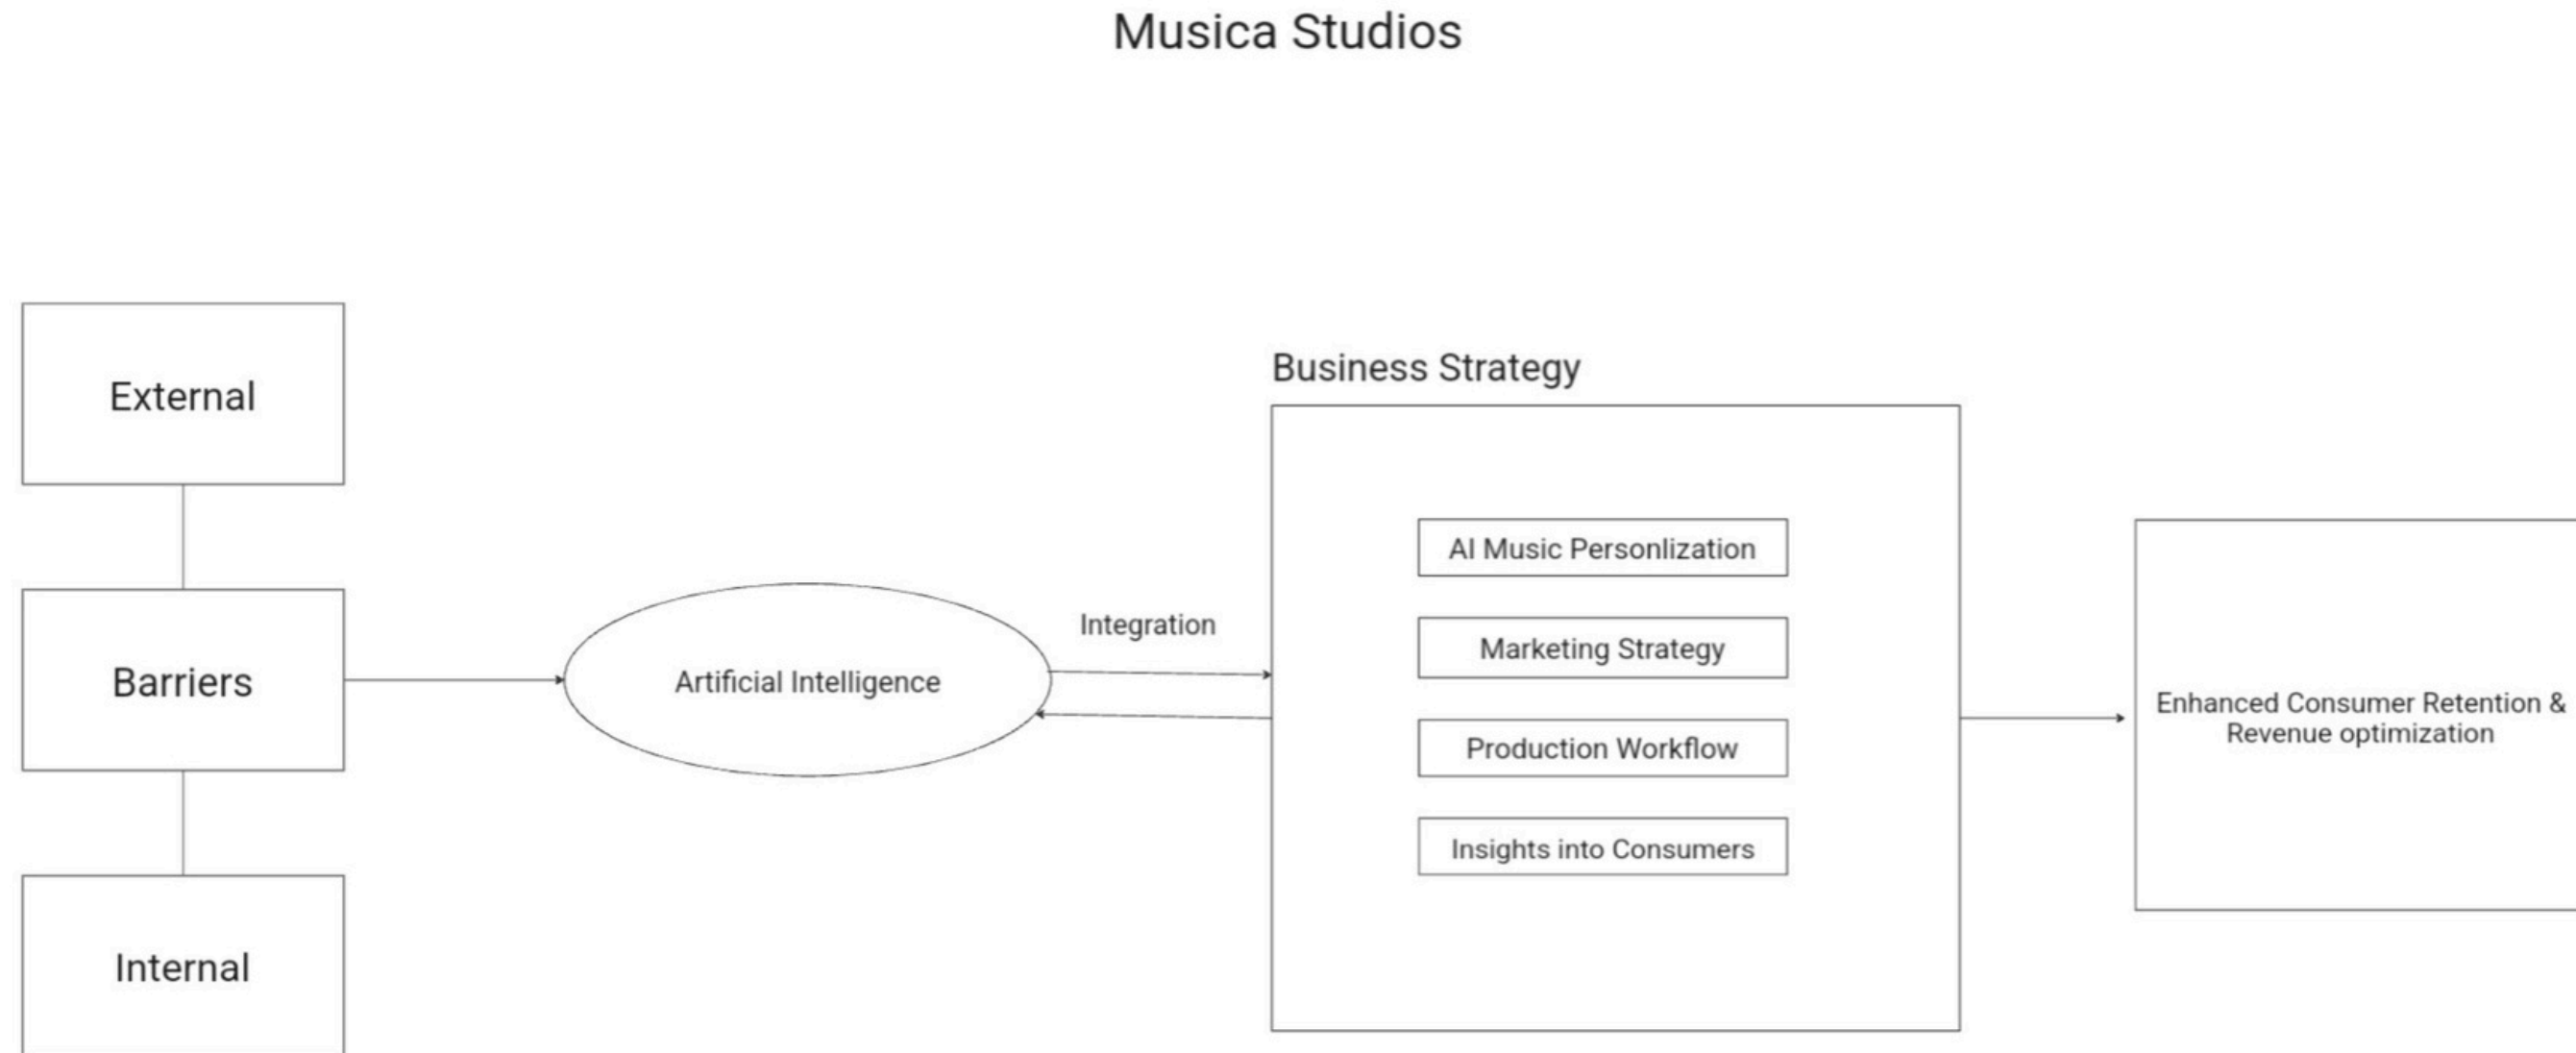 Musica Studios
External
Business Strategy
AI Music Personlization
Integration
Marketing Strategy
Barriers
Artificial Intelligence
Production Workflow
Enhanced Consumer Retention &
Revenue optimization
Insights into Consumers
Internal